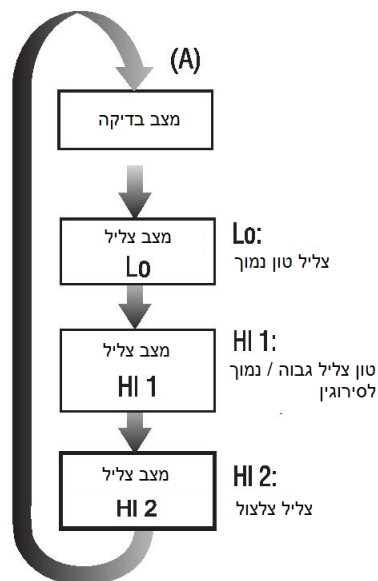 (A)
מצב בדיקה
מצב צליל
Lo
Lo:
צליל טון נמוך
מצב צליל
HI 1
HI 1:
טון צליל גבוה / נמוך
לסירוגין
מצב צליל
HI 2
HI 2:
צליל צלצול